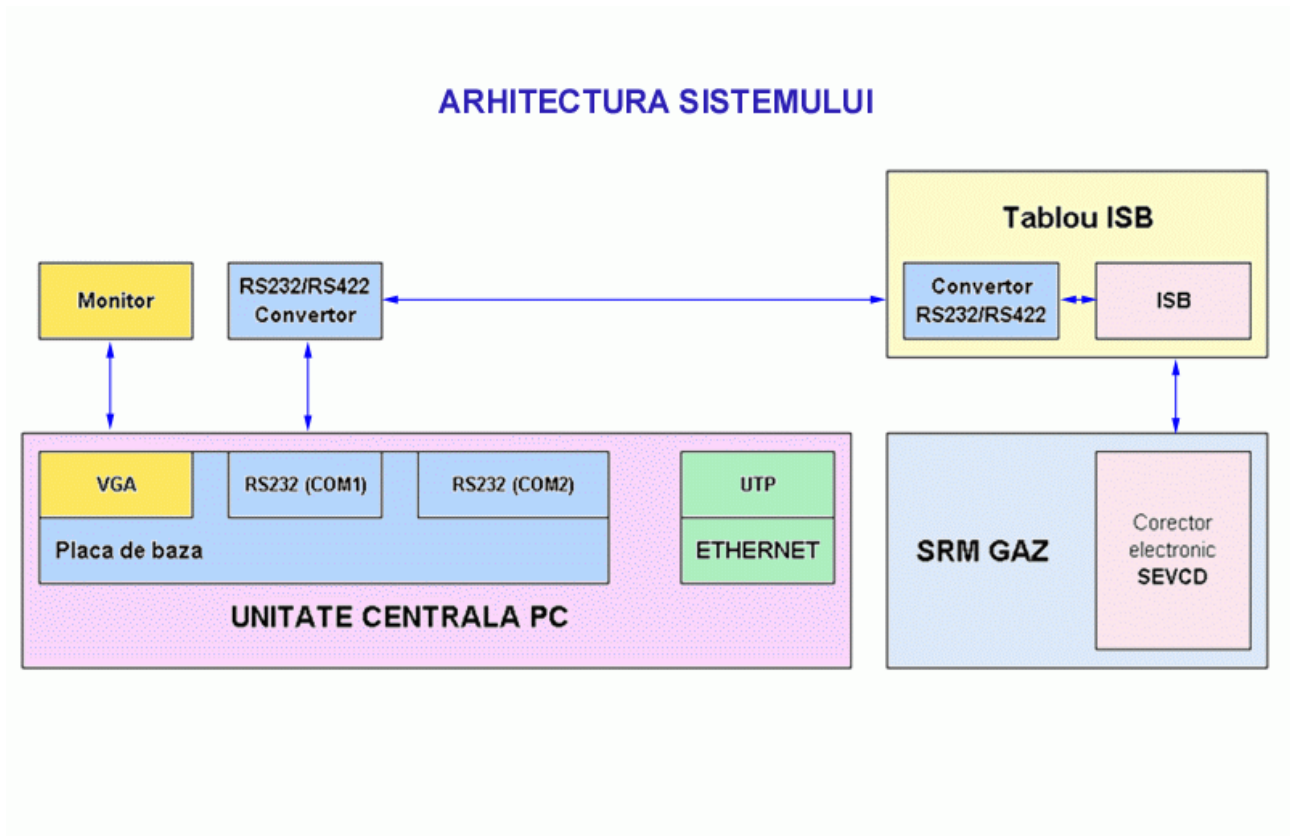 ARHITECTURA SISTEMULUI
Tablou ISB
Monitor
RS232/RS422
Convertor
Convertor
RS232/RS422
ISB
VGA
RS232 (COM1)
RS232 (COM2)
UTP
Placa de baza
ETHERNET
UNITATE CENTRALA PC
SRM GAZ
Corector
electronic
SEVCD